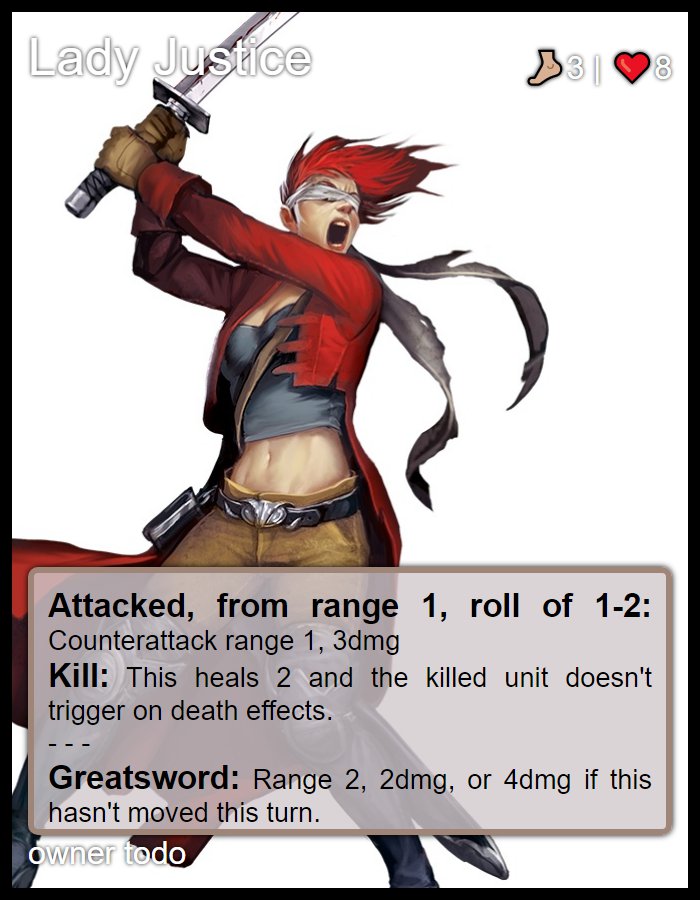 Lady Justice
3 | 8
Attacked, from range 1, roll of 1-2:
Counterattack range 1, 3dmg
Kill: This heals 2 and the killed unit doesn't
trigger on death effects.
- - -
Greatsword: Range 2, 2dmg, or 4dmg if this
hasn't moved this turn.
owner todo